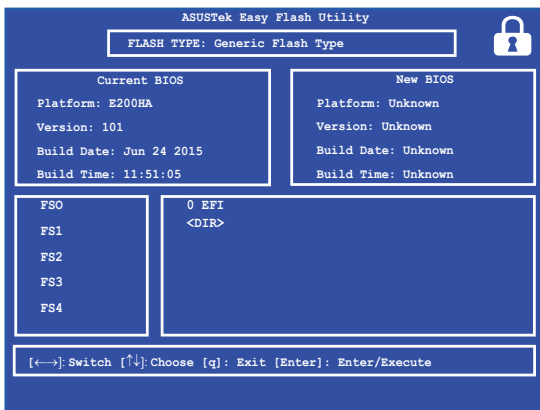 ASUSTek Easy Flash Utility
FLASH TYPE: Generic Flash Type
Current BIOS
Platform: E200HA
Version: 101
Build Date: Jun 24 2015
Build Time: 11:51:05
New BIOS
Platform: Unknown
Version: Unknown
Build Date: Unknown
Build Time: Unknown
FSO
FS1
FS2
FS3
FS4
0 EFI
<DIR>
[←→]: Switch [↑↓]: Choose [q]: Exit [Enter]: Enter/Execute